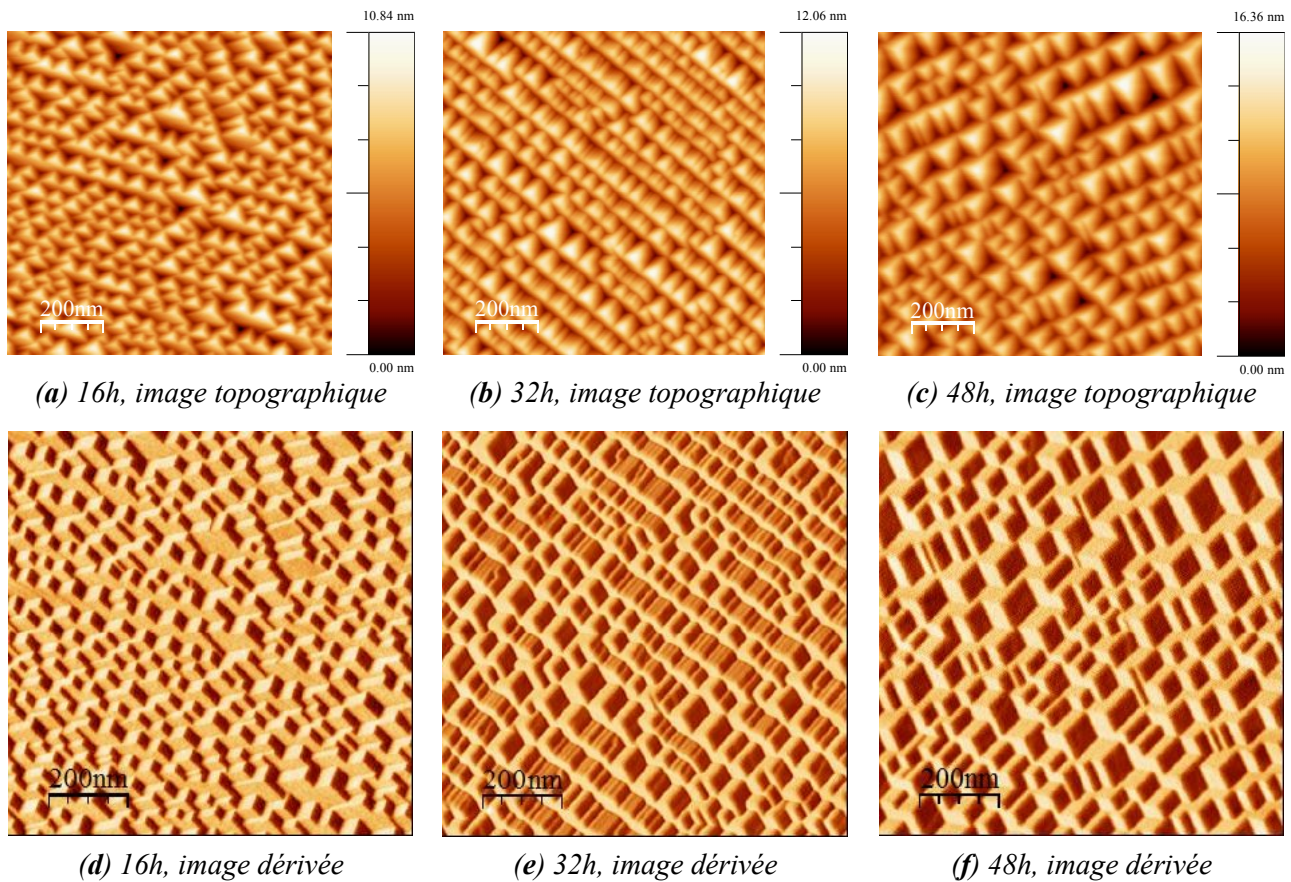 10.84 nm
12.06 nm
16.36 nm
200nm
200nm
200nm
0.00 nm
0.00 nm
0.00 nm
(a) 16h, image topographique
(b) 32h, image topographique
(c) 48h, image topographique
200nm
200nm
200nm
(d) 16h, image dérivée
(e) 32h, image dérivée
(f) 48h, image dérivée